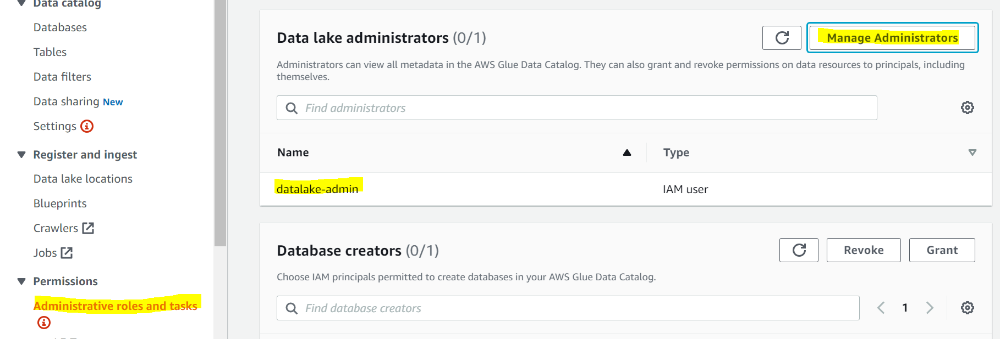 Data catalog
Databases
Tables
Data filters
Data sharing New
Settings
Register and ingest
Data lake locations
Blueprints
Crawlers
Jobs
Permissions
Administrative roles and tasks
Data lake administrators (0/1)
Manage Administrators
Administrators can view all metadata in the AWS Glue Data Catalog. They can also grant and revoke permissions on data resources to principals, including
themselves.
Find administrators
Name
Type
datalake-admin
IAM user
Database creators (0/1)
Revoke
Grant
Choose IAM principals permitted to create databases in your AWS Glue Data Catalog.
Find database creators
1